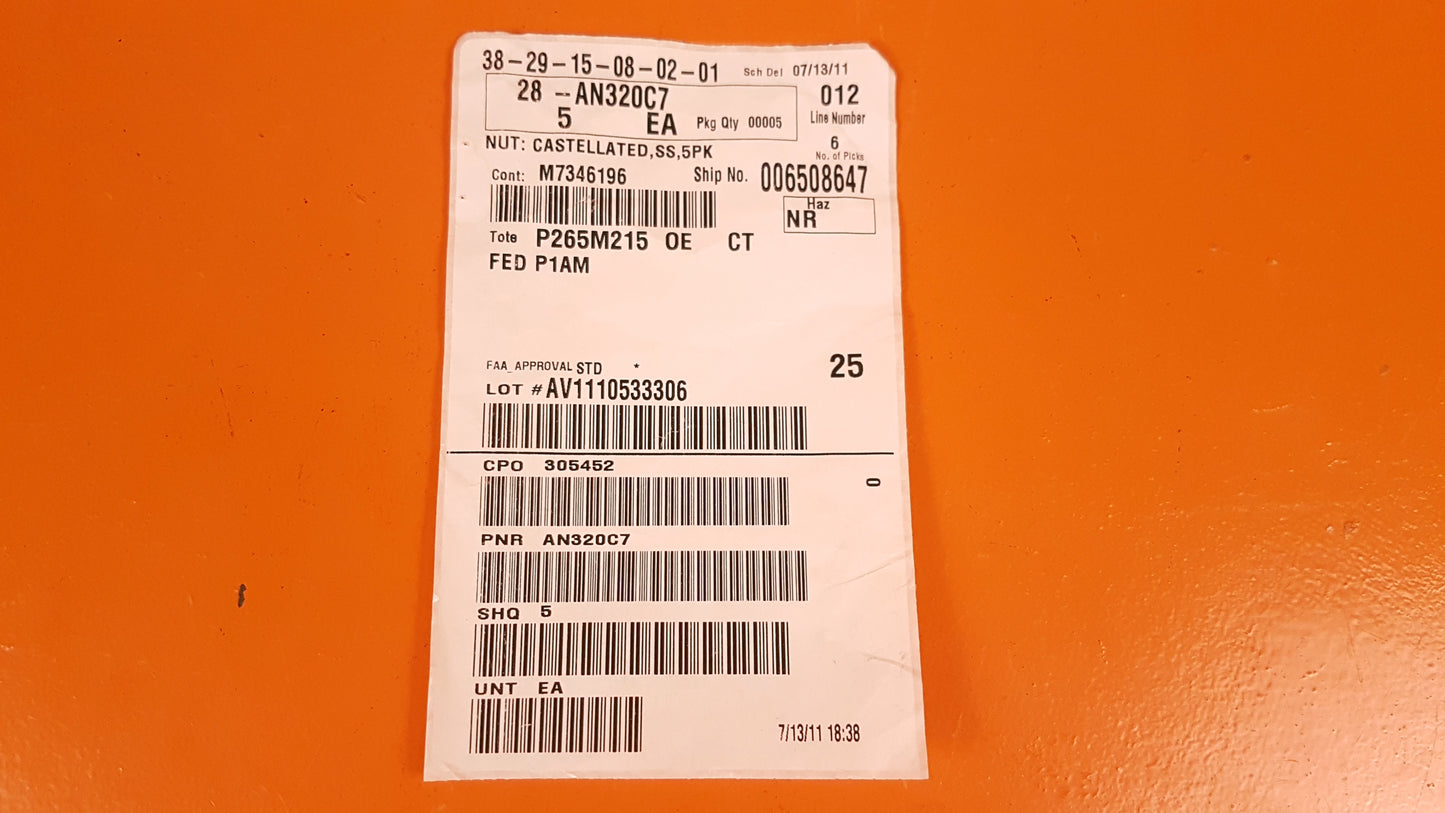 38-29-15-08-02-01 Sch Del 07/13/11
28 -- AN320C7 012
5 EA Pkg Qty 00005 Line Number
NUT: CASTELLATED,SS,5PK 6
No. of Picks
Cont: M7346196 Ship No. 006508647
Haz
NR
Tote P265M215 OE CT
FED P1AM
FAA_APPROVAL STD * 25
LOT #AV1110533306
CPO 305452
0
PNR AN320C7
SHQ 5
UNT EA
7/13/11 18:38